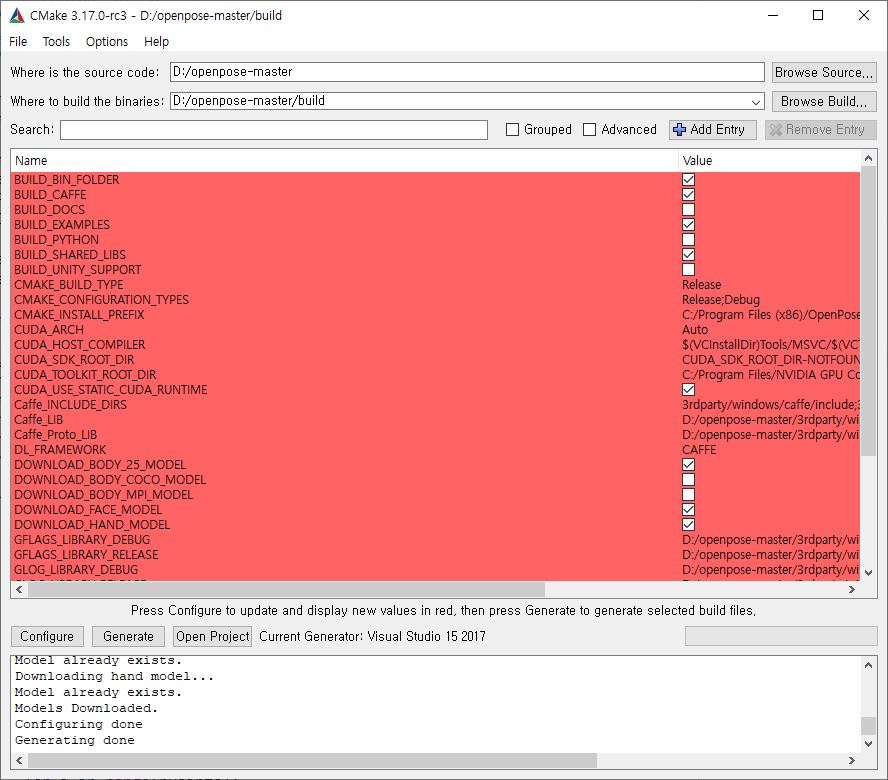 CMake 3.17.0-rc3 - D:/openpose-master/build
File Tools Options Help
Where is the source code: D:/openpose-master Browse Source...
Where to build the binaries: D:/openpose-master/build Browse Build...
Search: Grouped Advanced Add Entry Remove Entry
Name Value
BUILD_BIN_FOLDER
BUILD_CAFFE
BUILD_DOCS
BUILD_EXAMPLES
BUILD_PYTHON
BUILD_SHARED_LIBS
BUILD_UNITY_SUPPORT
CMAKE_BUILD_TYPE Release
CMAKE_CONFIGURATION_TYPES Release;Debug
CMAKE_INSTALL_PREFIX C:/Program Files (x86)/OpenPose
CUDA_ARCH Auto
CUDA_HOST_COMPILER $(VCInstallDir)Tools/MSVC/$(VCT
CUDA_SDK_ROOT_DIR CUDA_SDK_ROOT_DIR-NOTFOUN
CUDA_TOOLKIT_ROOT_DIR C:/Program Files/NVIDIA GPU Co
CUDA_USE_STATIC_CUDA_RUNTIME
Caffe_INCLUDE_DIRS 3rdparty/windows/caffe/include;3
Caffe_LIB D:/openpose-master/3rdparty/wi
Caffe_Proto_LIB D:/openpose-master/3rdparty/wi
DL_FRAMEWORK CAFFE
DOWNLOAD_BODY_25_MODEL
DOWNLOAD_BODY_COCO_MODEL
DOWNLOAD_BODY_MPI_MODEL
DOWNLOAD_FACE_MODEL
DOWNLOAD_HAND_MODEL
GFLAGS_LIBRARY_DEBUG D:/openpose-master/3rdparty/wi
GFLAGS_LIBRARY_RELEASE D:/openpose-master/3rdparty/wi
GLOG_LIBRARY_DEBUG D:/openpose-master/3rdparty/wi
Press Configure to update and display new values in red, then press Generate to generate selected build files.
Configure Generate Open Project Current Generator: Visual Studio 15 2017
Model already exists.
Downloading hand model...
Model already exists.
Models Downloaded.
Configuring done
Generating done